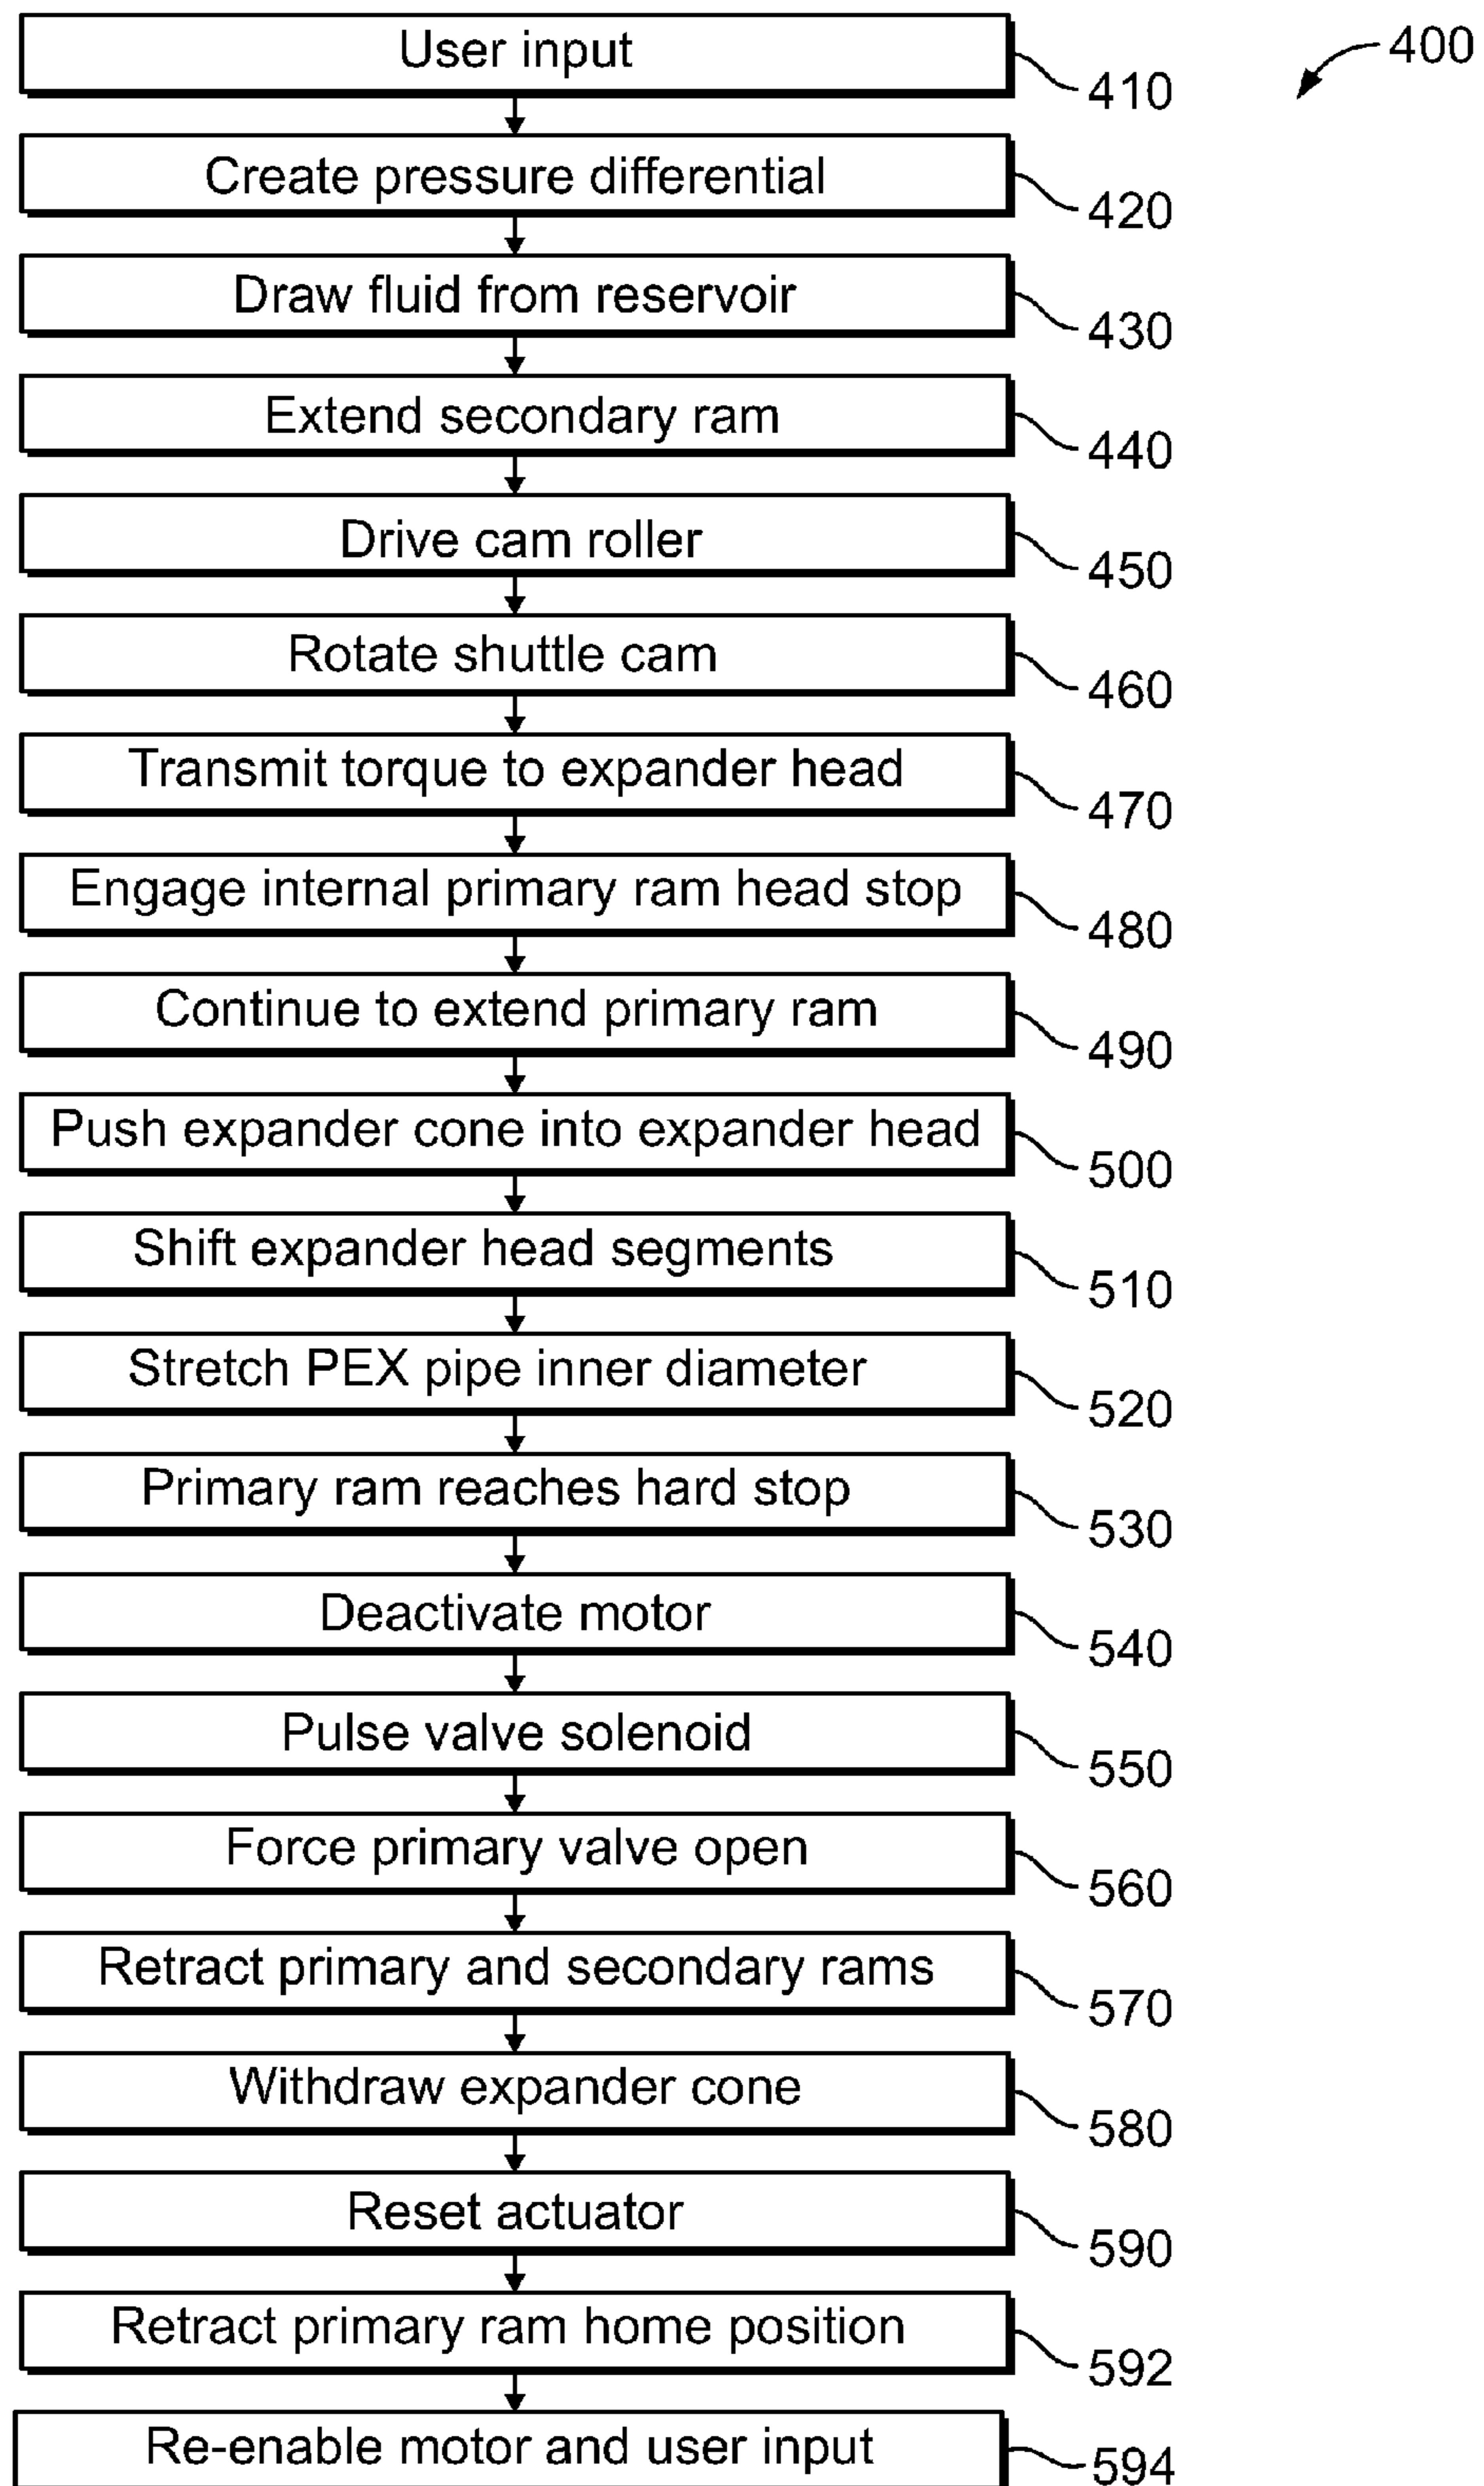 User input
400
410
Create pressure differential
420
Draw fluid from reservoir
430
Extend secondary ram
440
Drive cam roller
450
Rotate shuttle cam
460
Transmit torque to expander head
470
Engage internal primary ram head stop
480
Continue to extend primary ram
490
Push expander cone into expander head
500
Shift expander head segments
510
Stretch PEX pipe inner diameter
520
Primary ram reaches hard stop
530
Deactivate motor
540
Pulse valve solenoid
550
Force primary valve open
560
Retract primary and secondary rams
570
Withdraw expander cone
580
Reset actuator
590
Retract primary ram home position
592
Re-enable motor and user input
594